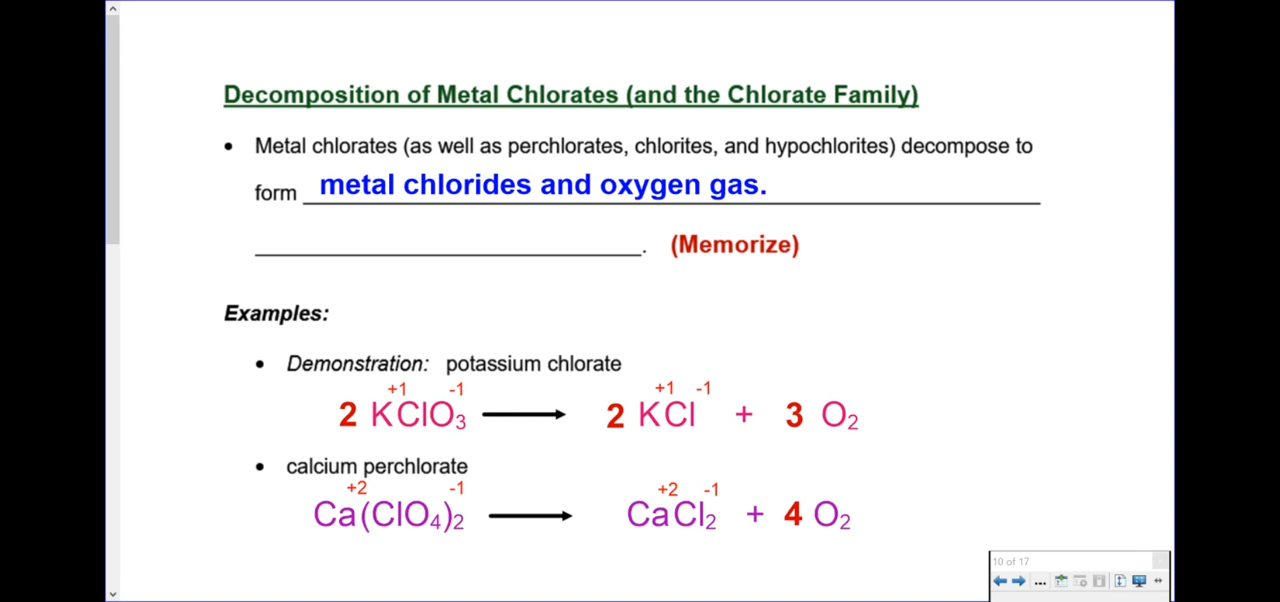 Decomposition of Metal Chlorates (and the Chlorate Family)
• Metal chlorates (as well as perchlorates, chlorites, and hypochlorites) decompose to
form metal chlorides and oxygen gas.
. (Memorize)
Examples:
• Demonstration: potassium chlorate
+1 -1 +1 -1
2 KClO₃ → 2 KCl + 3 O₂
• calcium perchlorate
+2 -1 +2 -1
Ca(ClO₄)₂ → CaCl₂ + 4 O₂
10 of 17